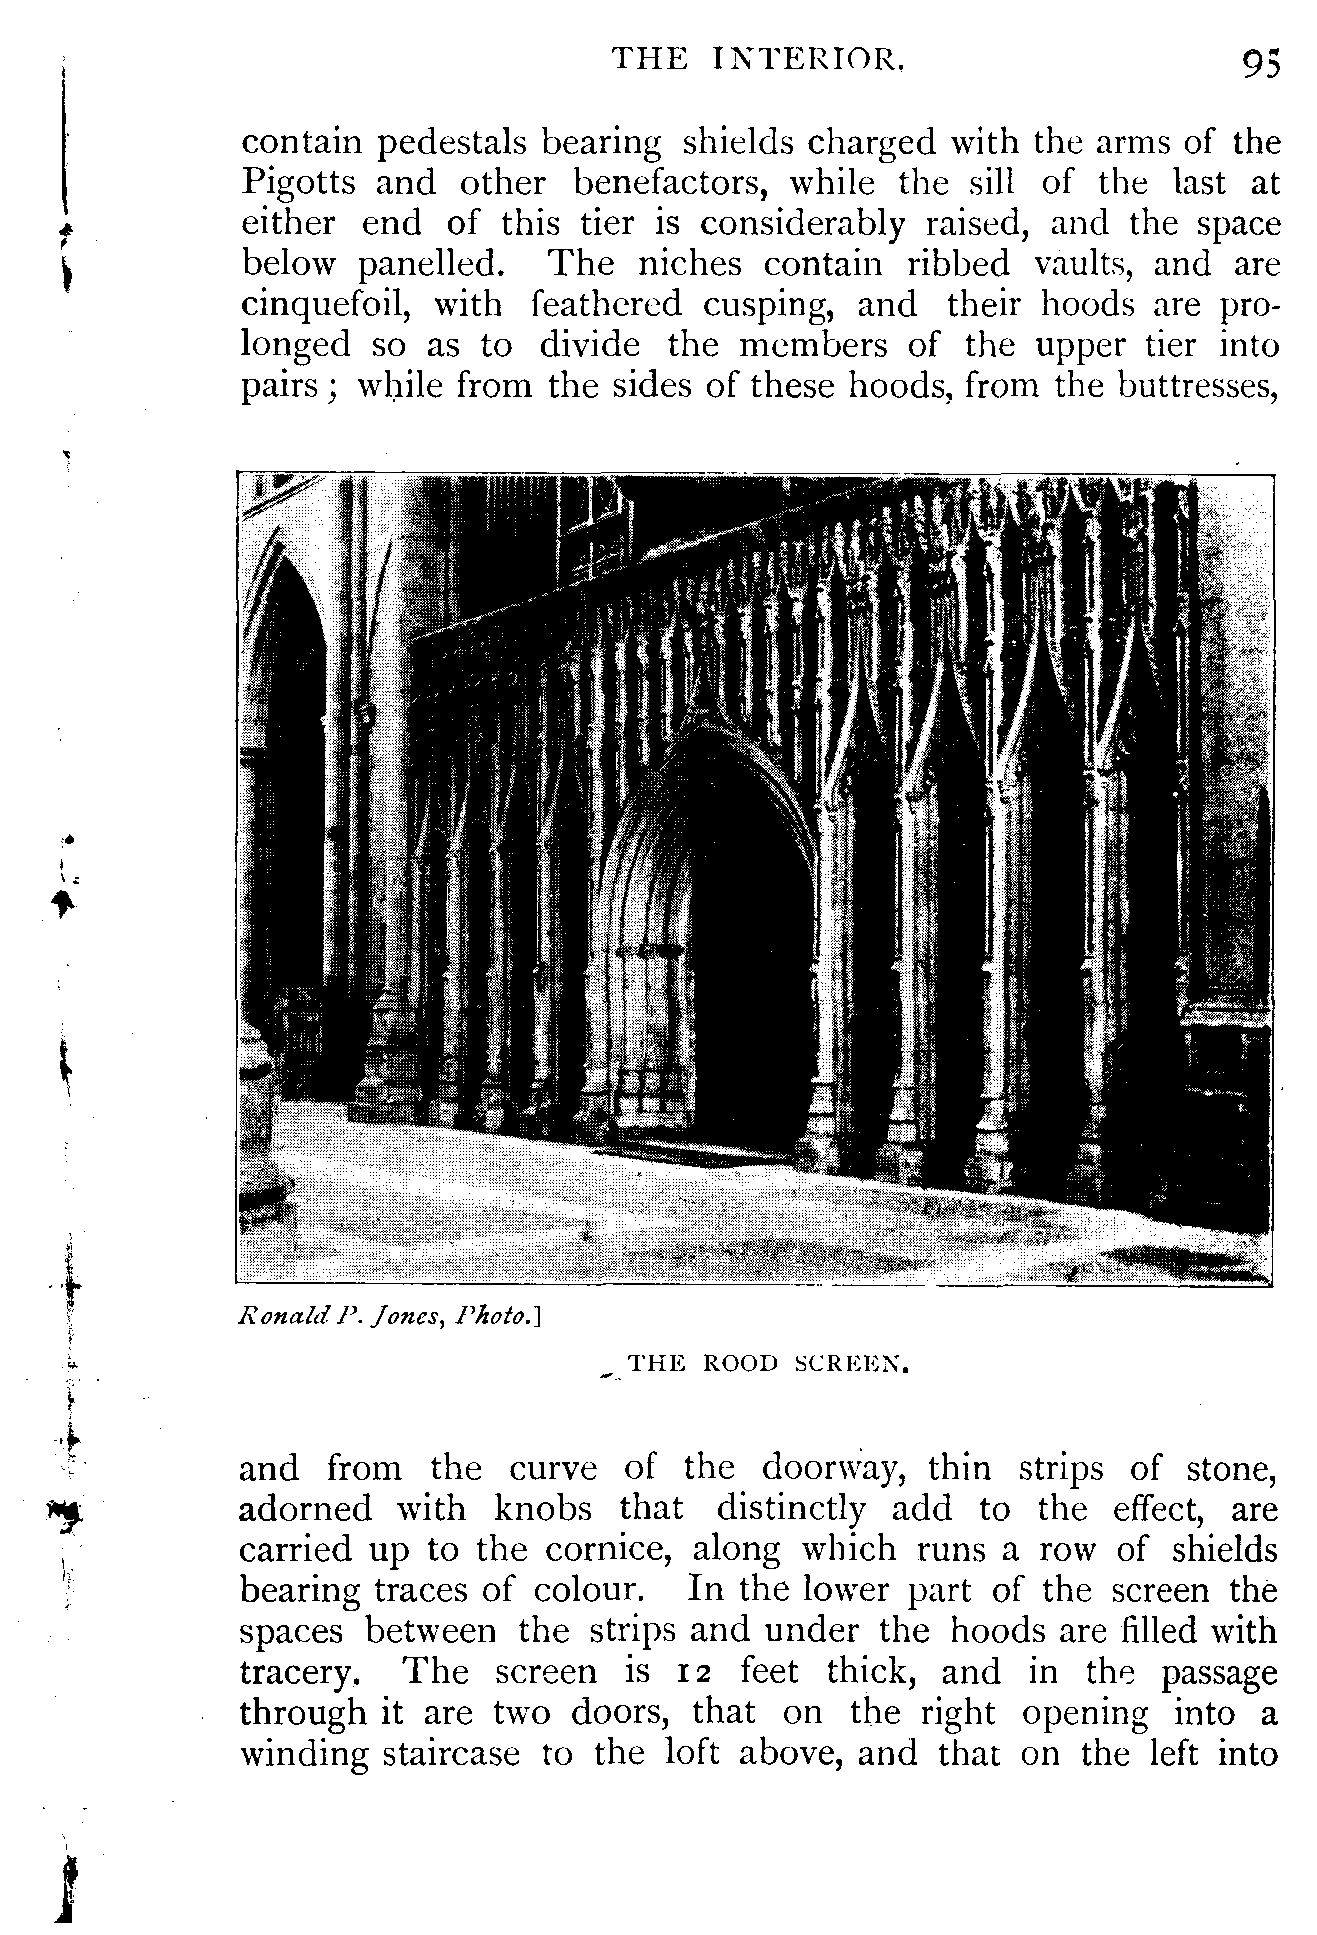 THE INTERIOR. 95
contain pedestals bearing shields charged with the arms of the
Pigotts and other benefactors, while the sill of the last at
either end of this tier is considerably raised, and the space
below panelled. The niches contain ribbed vaults, and are
cinquefoil, with feathered cusping, and their hoods are pro-
longed so as to divide the members of the upper tier into
pairs ; while from the sides of these hoods, from the buttresses,
Ronald P. Jones, Photo.]
THE ROOD SCREEN.
and from the curve of the doorway, thin strips of stone,
adorned with knobs that distinctly add to the effect, are
carried up to the cornice, along which runs a row of shields
bearing traces of colour. In the lower part of the screen the
spaces between the strips and under the hoods are filled with
tracery. The screen is 12 feet thick, and in the passage
through it are two doors, that on the right opening into a
winding staircase to the loft above, and that on the left into